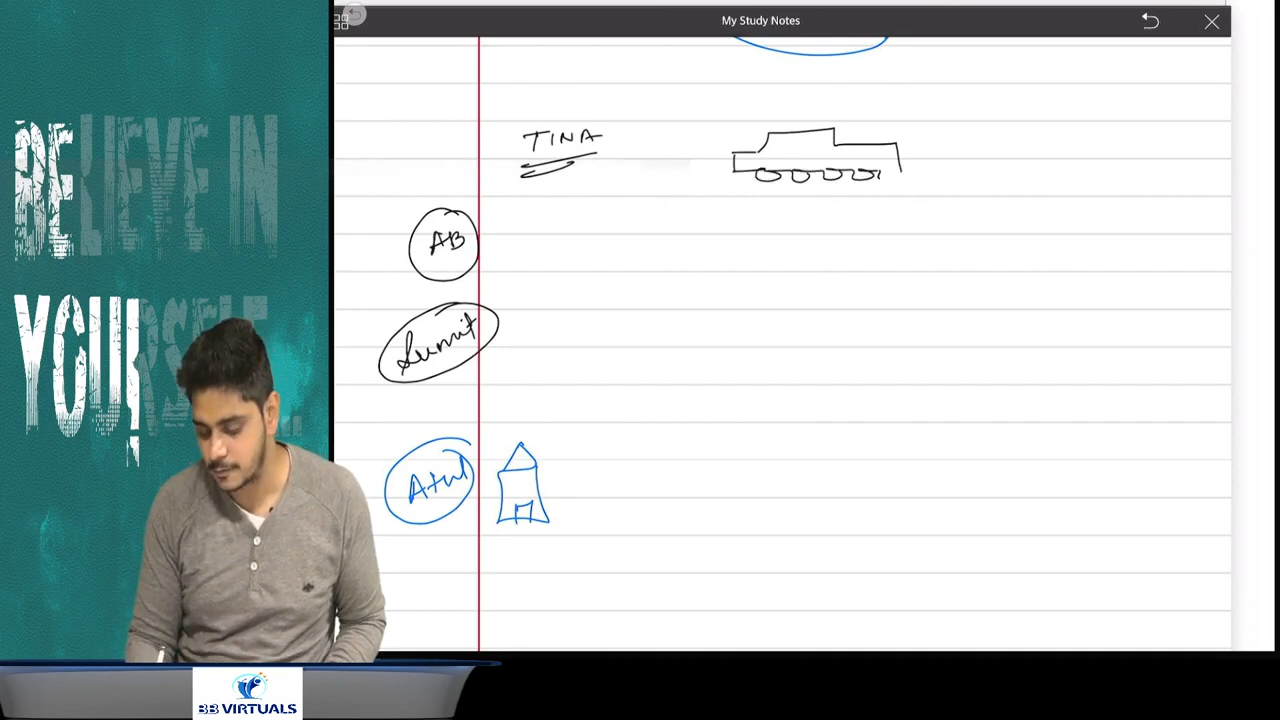 My Study Notes
BELIEVE IN
YOURSELF...
TINA
AB
Sumit
Atul
BB VIRTUALS